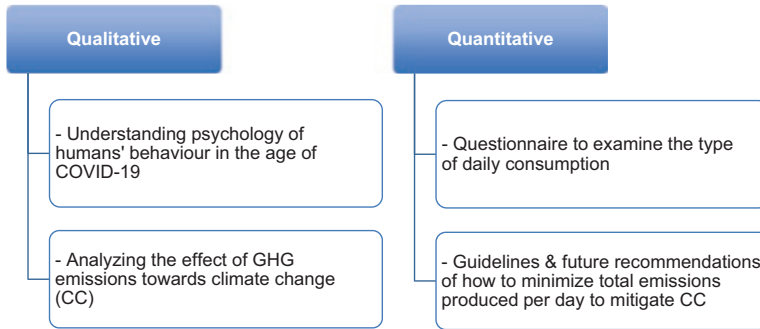 Qualitative
- Understanding psychology of
humans' behaviour in the age of
COVID-19
- Analyzing the effect of GHG
emissions towards climate change
(CC)
Quantitative
- Questionnaire to examine the type
of daily consumption
- Guidelines & future recommendations
of how to minimize total emissions
produced per day to mitigate CC